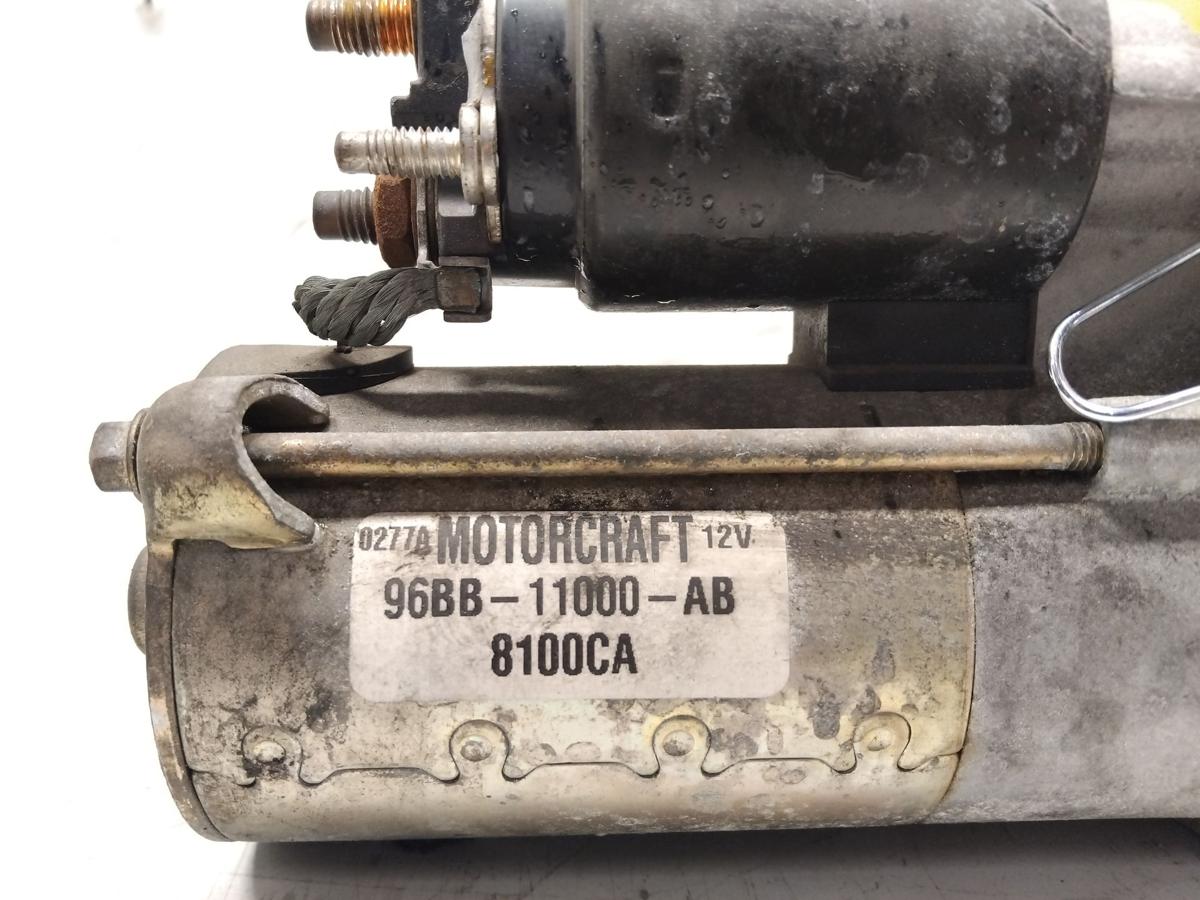 0277A MOTORCRAFT 12V
96BB-11000-AB
8100CA